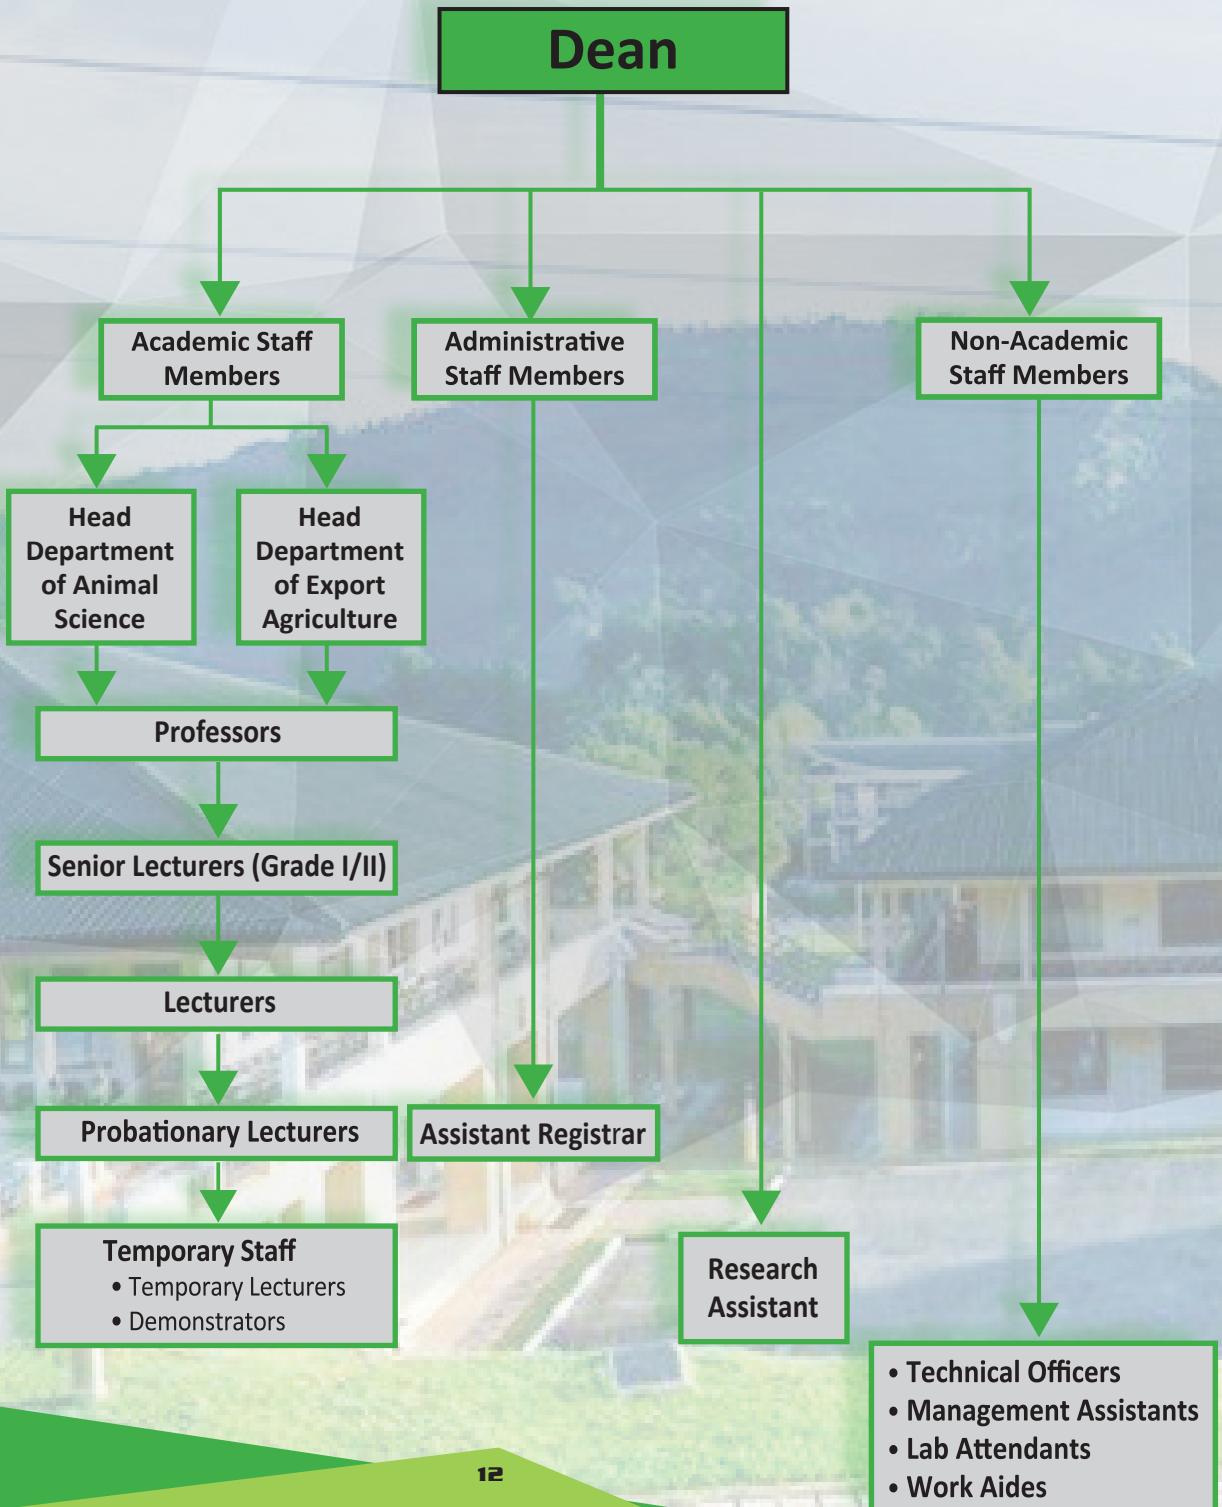 Dean
Academic Staff
Members
Administrative
Staff Members
Non-Academic
Staff Members
Head
Department
of Animal
Science
Head
Department
of Export
Agriculture
Professors
Senior Lecturers (Grade I/II)
Lecturers
Probationary Lecturers
Assistant Registrar
Temporary Staff
• Temporary Lecturers
• Demonstrators
Research
Assistant
• Technical Officers
• Management Assistants
• Lab Attendants
• Work Aides
12